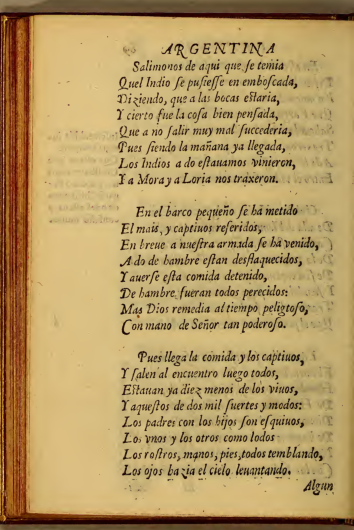 ARGENTINA
Salimonos de aqui que ſe temia
Quel Indio ſe puſieſſe en emboſcada,
Diziendo, que a las bocas eſtaria,
Y cierto fue la coſa bien penſada,
Que a no ſalir muy mal ſuccederia,
Pues ſiendo la mañana ya llegada,
Los Indios a do eſtauamos vinieron,
Y a Mora y a Loria nos traxeron.
En el barco pequeño ſe há metido
El mais, y captiuos referidos,
En breue a nueſtra armada ſe há venido,
A do de hambre eſtan desflaquecidos,
Y auerſe eſta comida detenido,
De hambre fueran todos perecidos:
Mas Dios remedia al tiempo peligroſo,
Con mano de Señor tan poderoſo.
Pues llega la comida y los captiuos,
Y ſalen al encuentro luego todos,
Eſtauan ya diez menos de los viuos,
Y aqueſtos de dos mil ſuertes y modos:
Los padres con los hijos ſon eſquiuos,
Los vnos y los otros como lodos
Los roſtros, manos, pies, todos temblando,
Los ojos hazia el cielo leuantando.
Algun